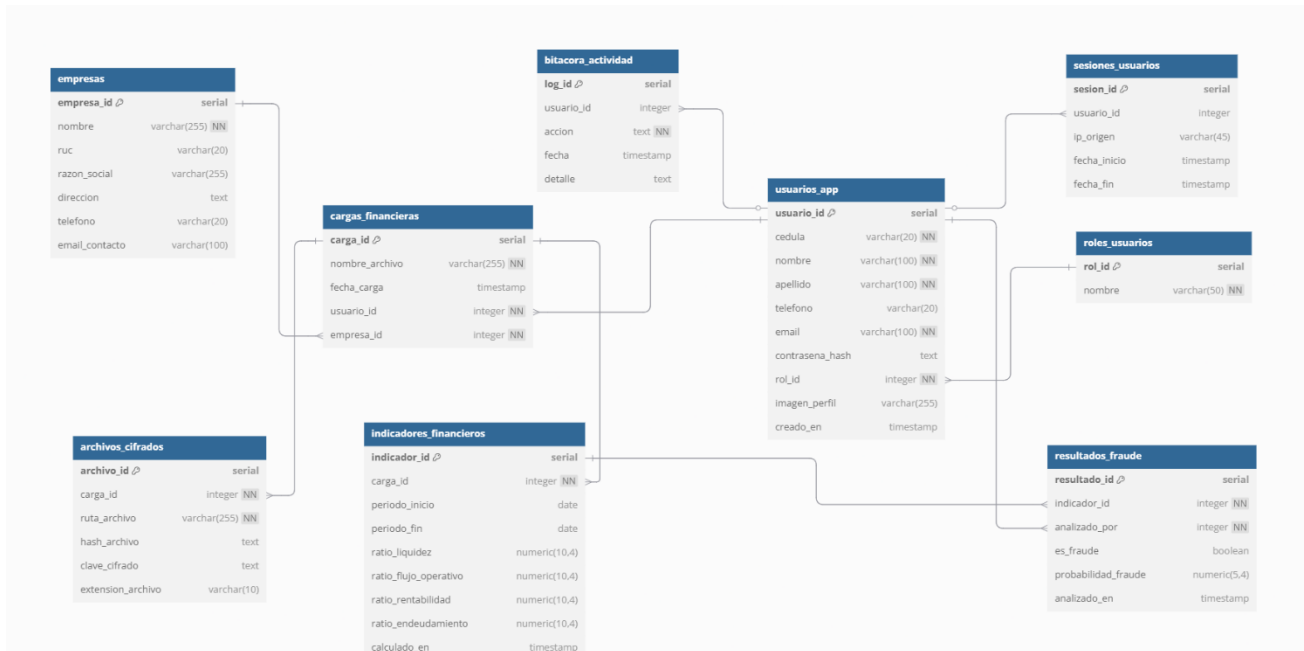 empresas
empresa_id serial
nombre varchar(255) NN
ruc varchar(20)
razon_social varchar(255)
direccion text
telefono varchar(20)
email_contacto varchar(100)
bitacora_actividad
log_id serial
usuario_id integer
accion text NN
fecha timestamp
detalle text
sesiones_usuarios
sesion_id serial
usuario_id integer
ip_origen varchar(45)
fecha_inicio timestamp
fecha_fin timestamp
cargas_financieras
carga_id serial
nombre_archivo varchar(255) NN
fecha_carga timestamp
usuario_id integer NN
empresa_id integer NN
usuarios_app
usuario_id serial
cedula varchar(20) NN
nombre varchar(100) NN
apellido varchar(100) NN
telefono varchar(20)
email varchar(100) NN
contrasena_hash text
rol_id integer NN
imagen_perfil varchar(255)
creado_en timestamp
roles_usuarios
rol_id serial
nombre varchar(50) NN
archivos_cifrados
archivo_id serial
carga_id integer NN
ruta_archivo varchar(255) NN
hash_archivo text
clave_cifrado text
extension_archivo varchar(10)
indicadores_financieros
indicador_id serial
carga_id integer NN
periodo_inicio date
periodo_fin date
ratio_liquidez numeric(10,4)
ratio_flujo_operativo numeric(10,4)
ratio_rentabilidad numeric(10,4)
ratio_endeudamiento numeric(10,4)
calculado_en timestamp
resultados_fraude
resultado_id serial
indicador_id integer NN
analizado_por integer NN
es_fraude boolean
probabilidad_fraude numeric(5,4)
analizado_en timestamp